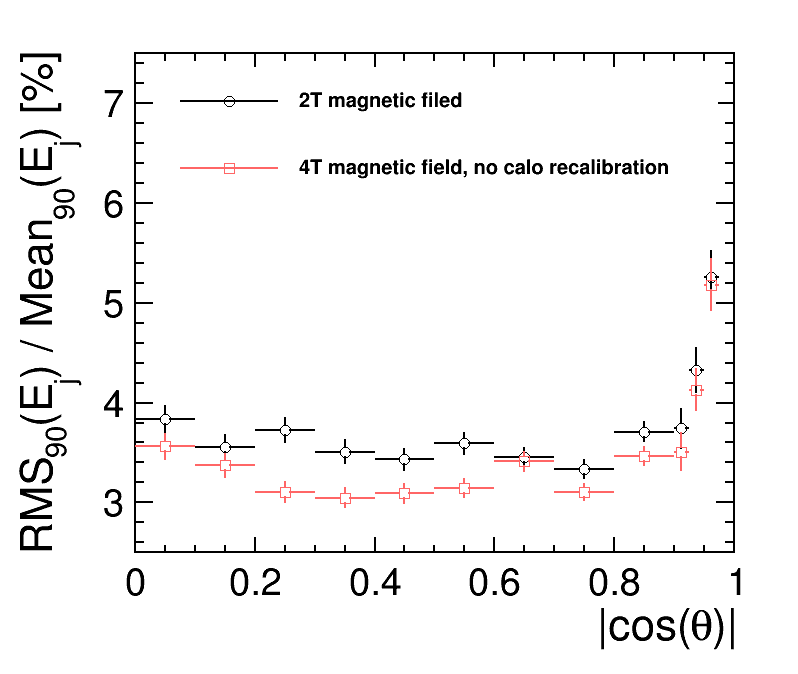 RMS90(Ej) / Mean90(Ej) [%]
7
6
5
4
3
2T magnetic filed
4T magnetic field, no calo recalibration
0 0.2 0.4 0.6 0.8 1
|cos(θ)|